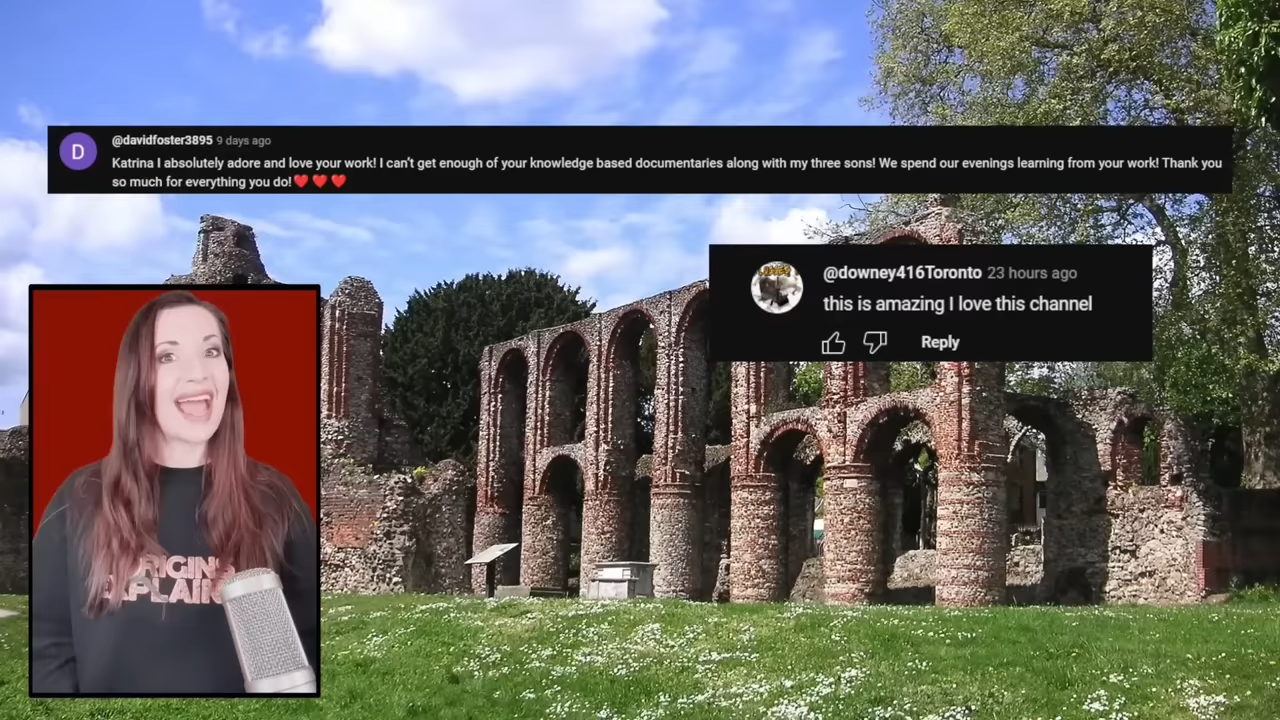 @davidfoster3895 9 days ago
Katrina I absolutely adore and love your work! I can't get enough of your knowledge based documentaries along with my three sons! We spend our evenings learning from your work! Thank you
so much for everything you do!❤️❤️❤️
@downey416Toronto 23 hours ago
this is amazing I love this channel
Reply
D
ORIGINS
EXPLAIN